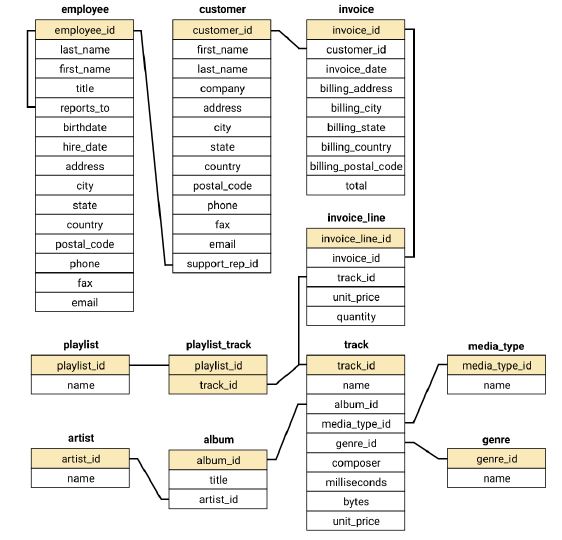 employee
employee_id
last_name
first_name
title
reports_to
birthdate
hire_date
address
city
state
country
postal_code
phone
fax
email
customer
customer_id
first_name
last_name
company
address
city
state
country
postal_code
phone
fax
email
support_rep_id
invoice
invoice_id
customer_id
invoice_date
billing_address
billing_city
billing_state
billing_country
billing_postal_code
total
invoice_line
invoice_line_id
invoice_id
track_id
unit_price
quantity
playlist
playlist_id
name
playlist_track
playlist_id
track_id
track
track_id
name
album_id
media_type_id
genre_id
composer
milliseconds
bytes
unit_price
media_type
media_type_id
name
artist
artist_id
name
album
album_id
title
artist_id
genre
genre_id
name